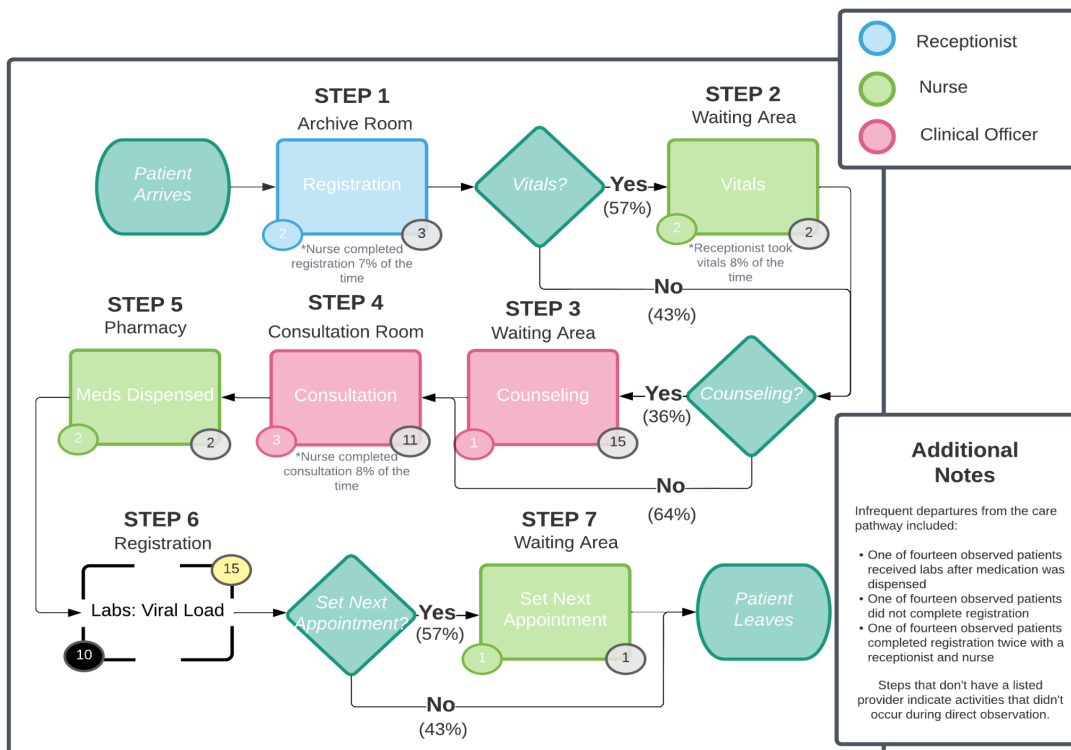 Receptionist
Nurse
Clinical Officer
STEP 1
Archive Room
STEP 2
Waiting Area
Patient
Arrives
Registration
2
3
*Nurse completed
registration 7% of the
time
Vitals?
Yes
(57%)
Vitals
2
2
*Receptionist took
vitals 8% of the
time
No
(43%)
STEP 5
Pharmacy
STEP 4
Consultation Room
STEP 3
Waiting Area
Meds Dispensed
2
2
Consultation
3
11
*Nurse completed
consultation 8% of the
time
Counseling
1
15
Yes
(36%)
Counseling?
No
(64%)
STEP 6
Registration
15
Labs: Viral Load
10
Set Next
Appointment?
Yes
(57%)
STEP 7
Waiting Area
Set Next
Appointment
1
1
No
(43%)
Patient
Leaves
Additional
Notes
Infrequent departures from the care
pathway included:
• One of fourteen observed patients
received labs after medication was
dispensed
• One of fourteen observed patients
did not complete registration
• One of fourteen observed patients
completed registration twice with a
receptionist and nurse
Steps that don't have a listed
provider indicate activities that didn't
occur during direct observation.